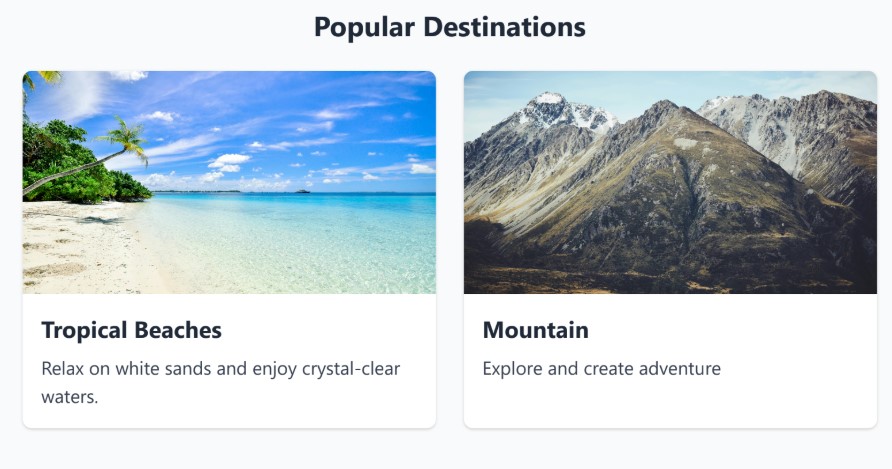 Popular Destinations
Tropical Beaches
Relax on white sands and enjoy crystal-clear
waters.
Mountain
Explore and create adventure